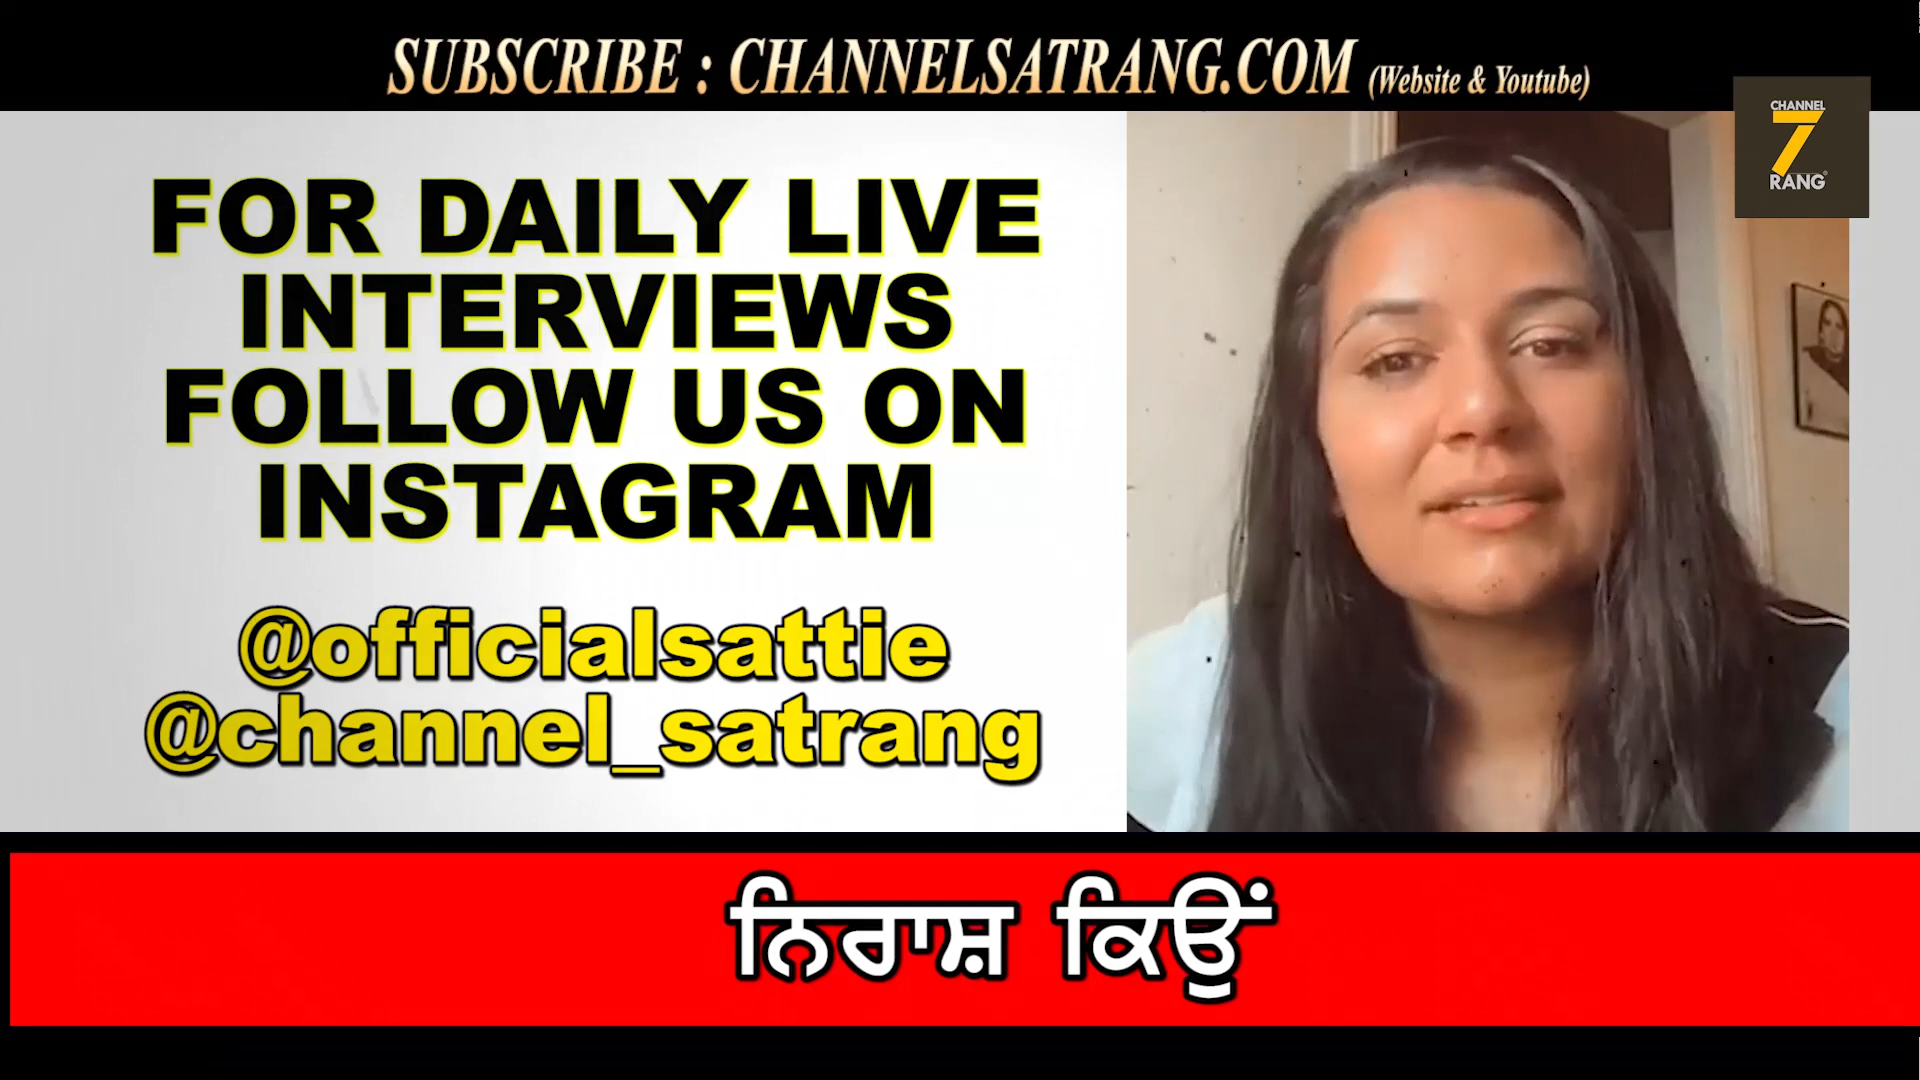 SUBSCRIBE : CHANNELSATRANG.COM (Website & Youtube)
CHANNEL
7
RANG
FOR DAILY LIVE
INTERVIEWS
FOLLOW US ON
INSTAGRAM
@officialsattie
@channel_satrang
ਨਿਰਾਸ਼ ਕਿਉਂ